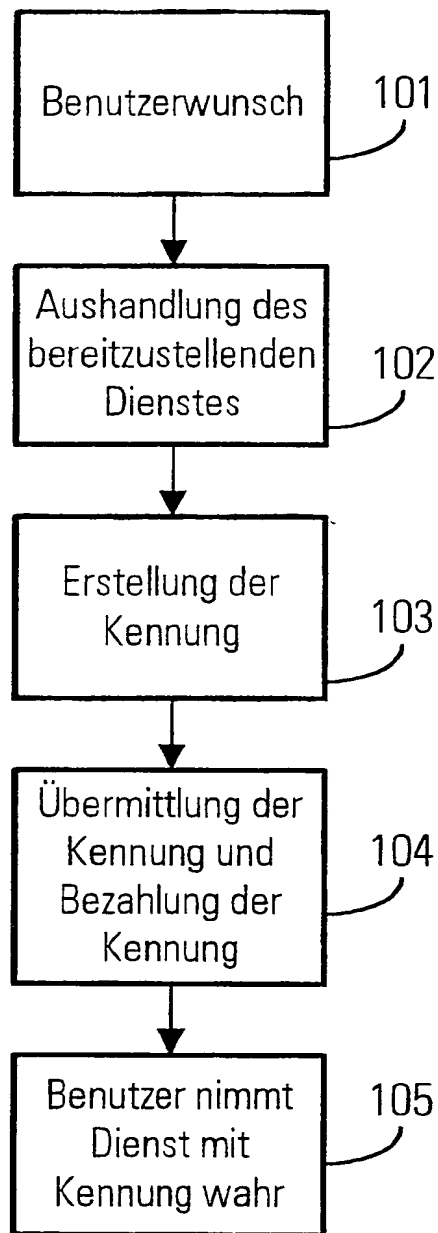 Benutzerwunsch
101
Aushandlung des
bereitzustellenden
Dienstes
102
Erstellung der
Kennung
103
Übermittlung der
Kennung und
Bezahlung der
Kennung
104
Benutzer nimmt
Dienst mit
Kennung wahr
105